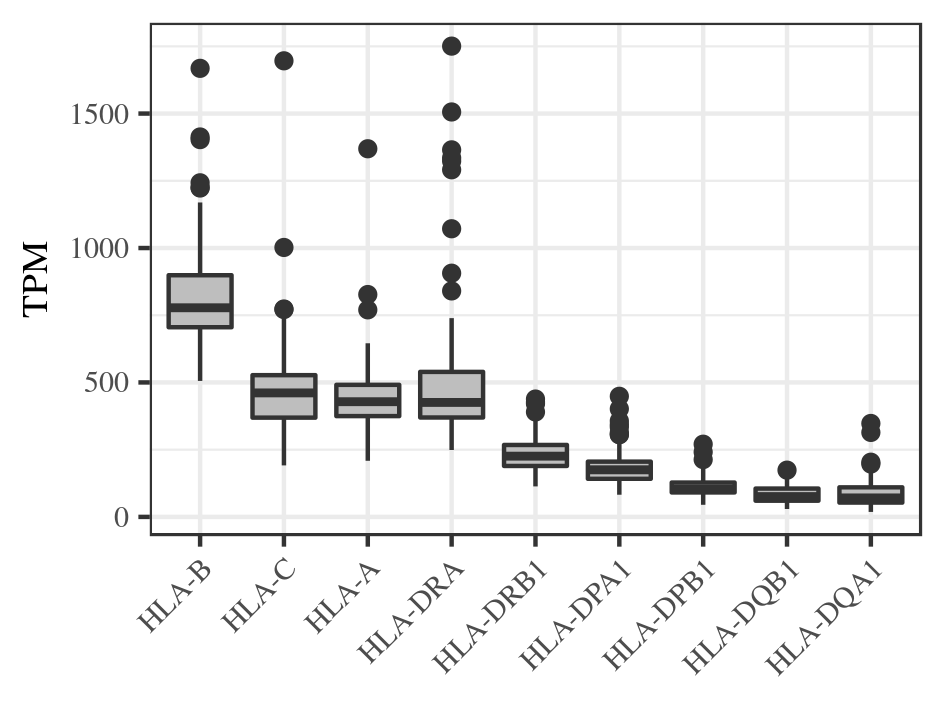 TPM
1500
1000
500
0
HLA-B
HLA-C
HLA-A
HLA-DRA
HLA-DRB1
HLA-DPA1
HLA-DPB1
HLA-DQB1
HLA-DQA1